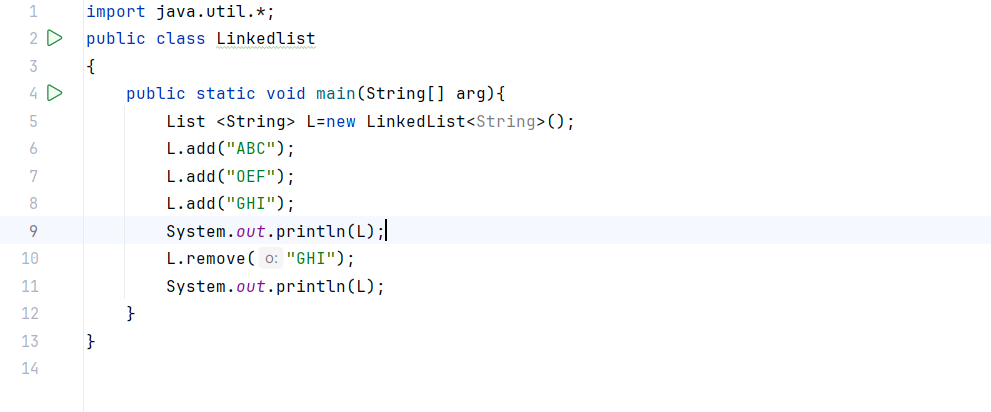 1 import java.util.*;
2 public class Linkedlist
3 {
4 public static void main(String[] arg){
5 List <String> L=new LinkedList<String>();
6 L.add("ABC");
7 L.add("OEF");
8 L.add("GHI");
9 System.out.println(L);
10 L.remove( o: "GHI");
11 System.out.println(L);
12 }
13 }
14